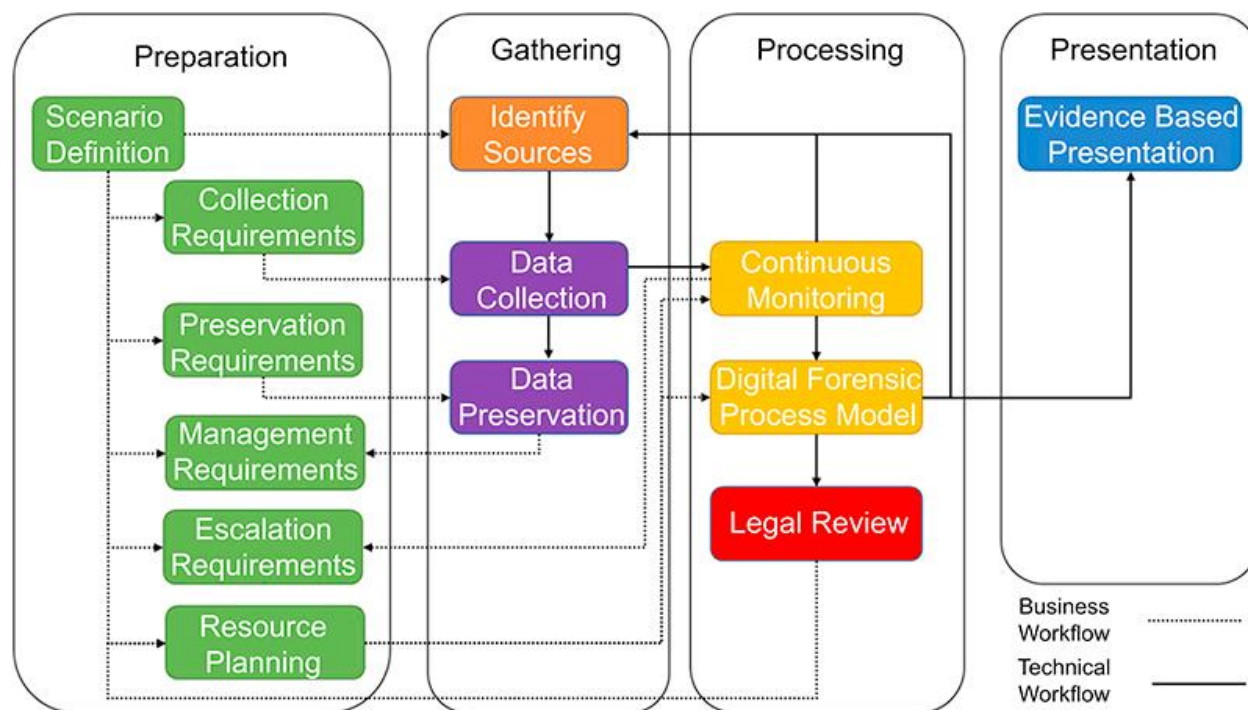 Preparation
Scenario
Definition
Collection
Requirements
Preservation
Requirements
Management
Requirements
Escalation
Requirements
Resource
Planning
Gathering
Identify
Sources
Data
Collection
Data
Preservation
Processing
Continuous
Monitoring
Digital Forensic
Process Model
Legal Review
Presentation
Evidence Based
Presentation
Business
Workflow
Technical
Workflow